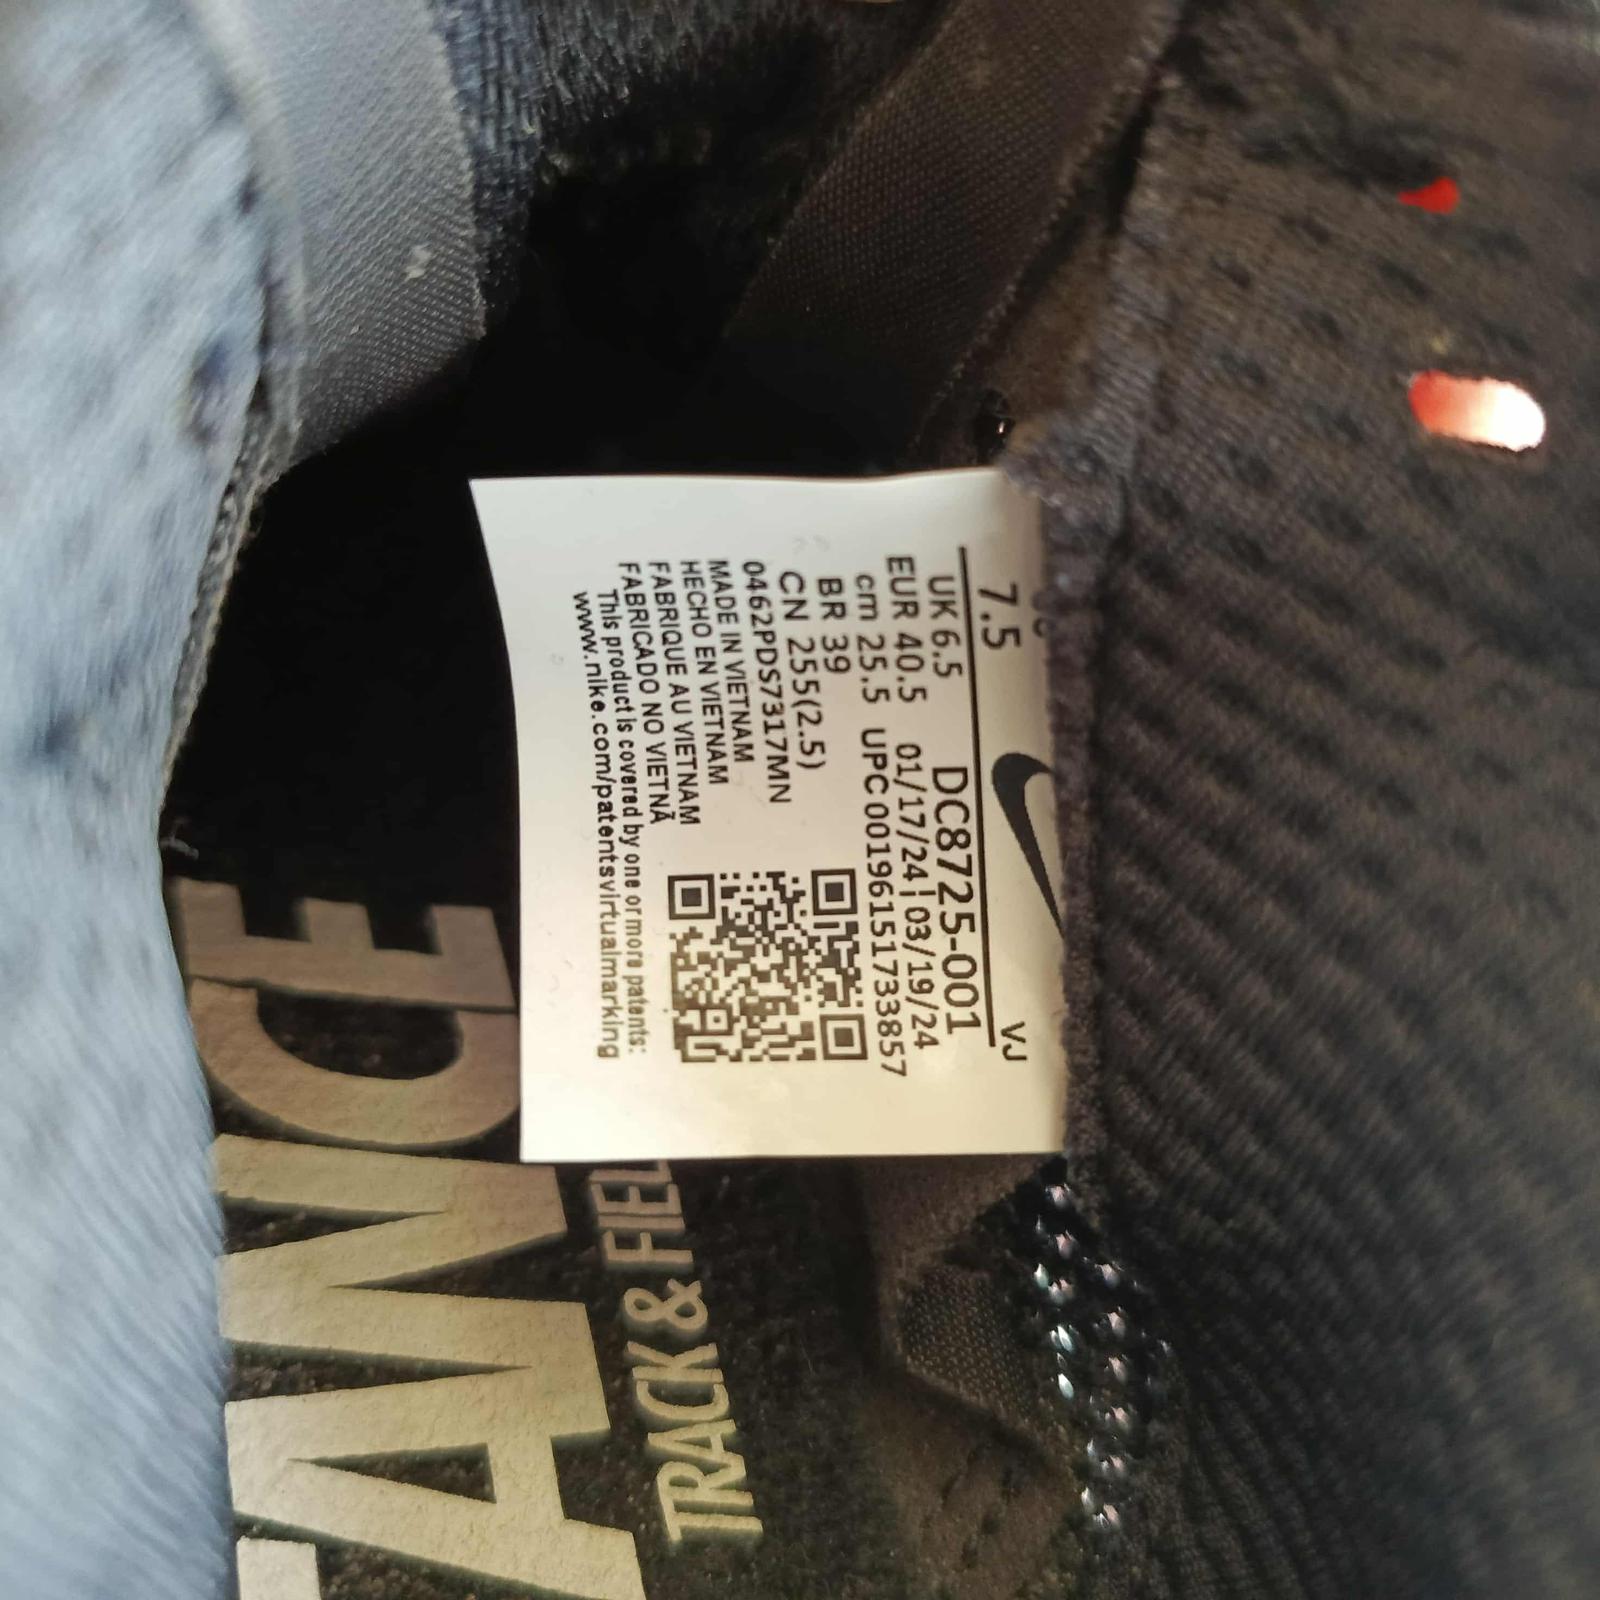 7.5 VJ
UK 6.5 DC8725-001
EUR 40.5 01/17/24|03/19/24
cm 25.5 UPC 00196151733857
BR 39
CN 255(2.5)
0462PDS7317MN
MADE IN VIETNAM
HECHO EN VIETNAM
FABRIQUE AU VIETNAM
FABRICADO NO VIETNÃ
This product is covered by one or more patents:
www.nike.com/patentsvirtualmarking
TRACK & FIEL
TANCE